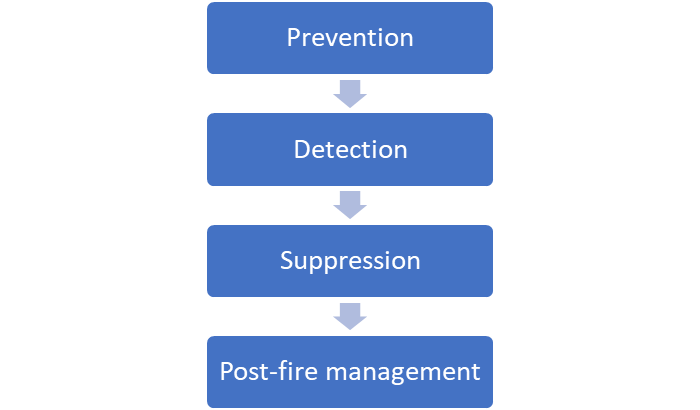 Prevention
Detection
Suppression
Post-fire management